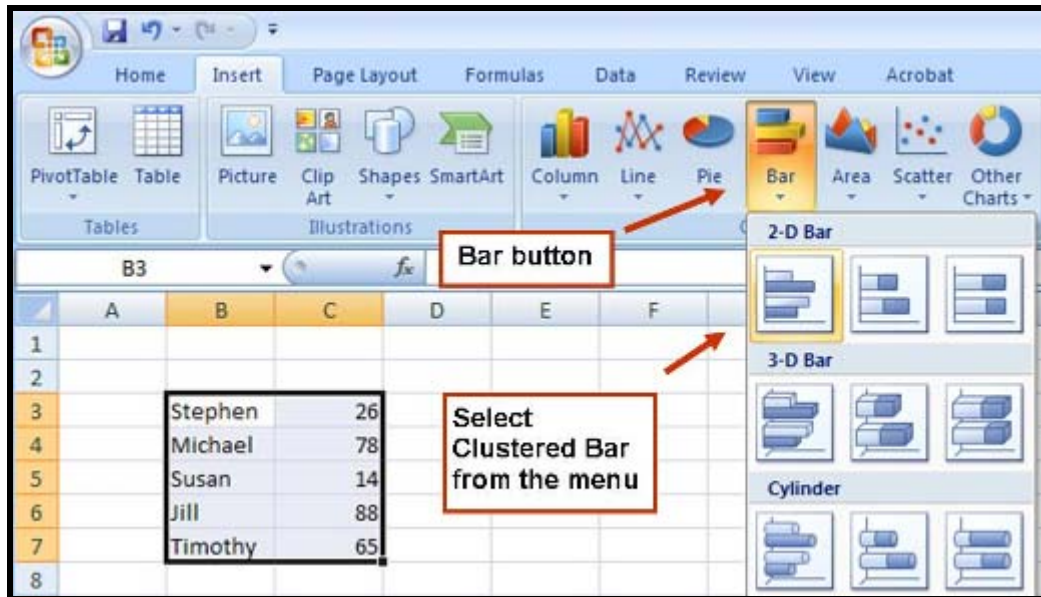 Home Insert Page Layout Formulas Data Review View Acrobat
PivotTable Table Picture Clip Art Shapes SmartArt Column Line Pie Bar Area Scatter Other Charts
Tables Illustrations
Bar button
2-D Bar
B3 fx
A B C D E F
1
2
3-D Bar
3 Stephen 26
4 Michael 78
5 Susan 14
6 Jill 88
7 Timothy 65
8
Select
Clustered Bar
from the menu
Cylinder